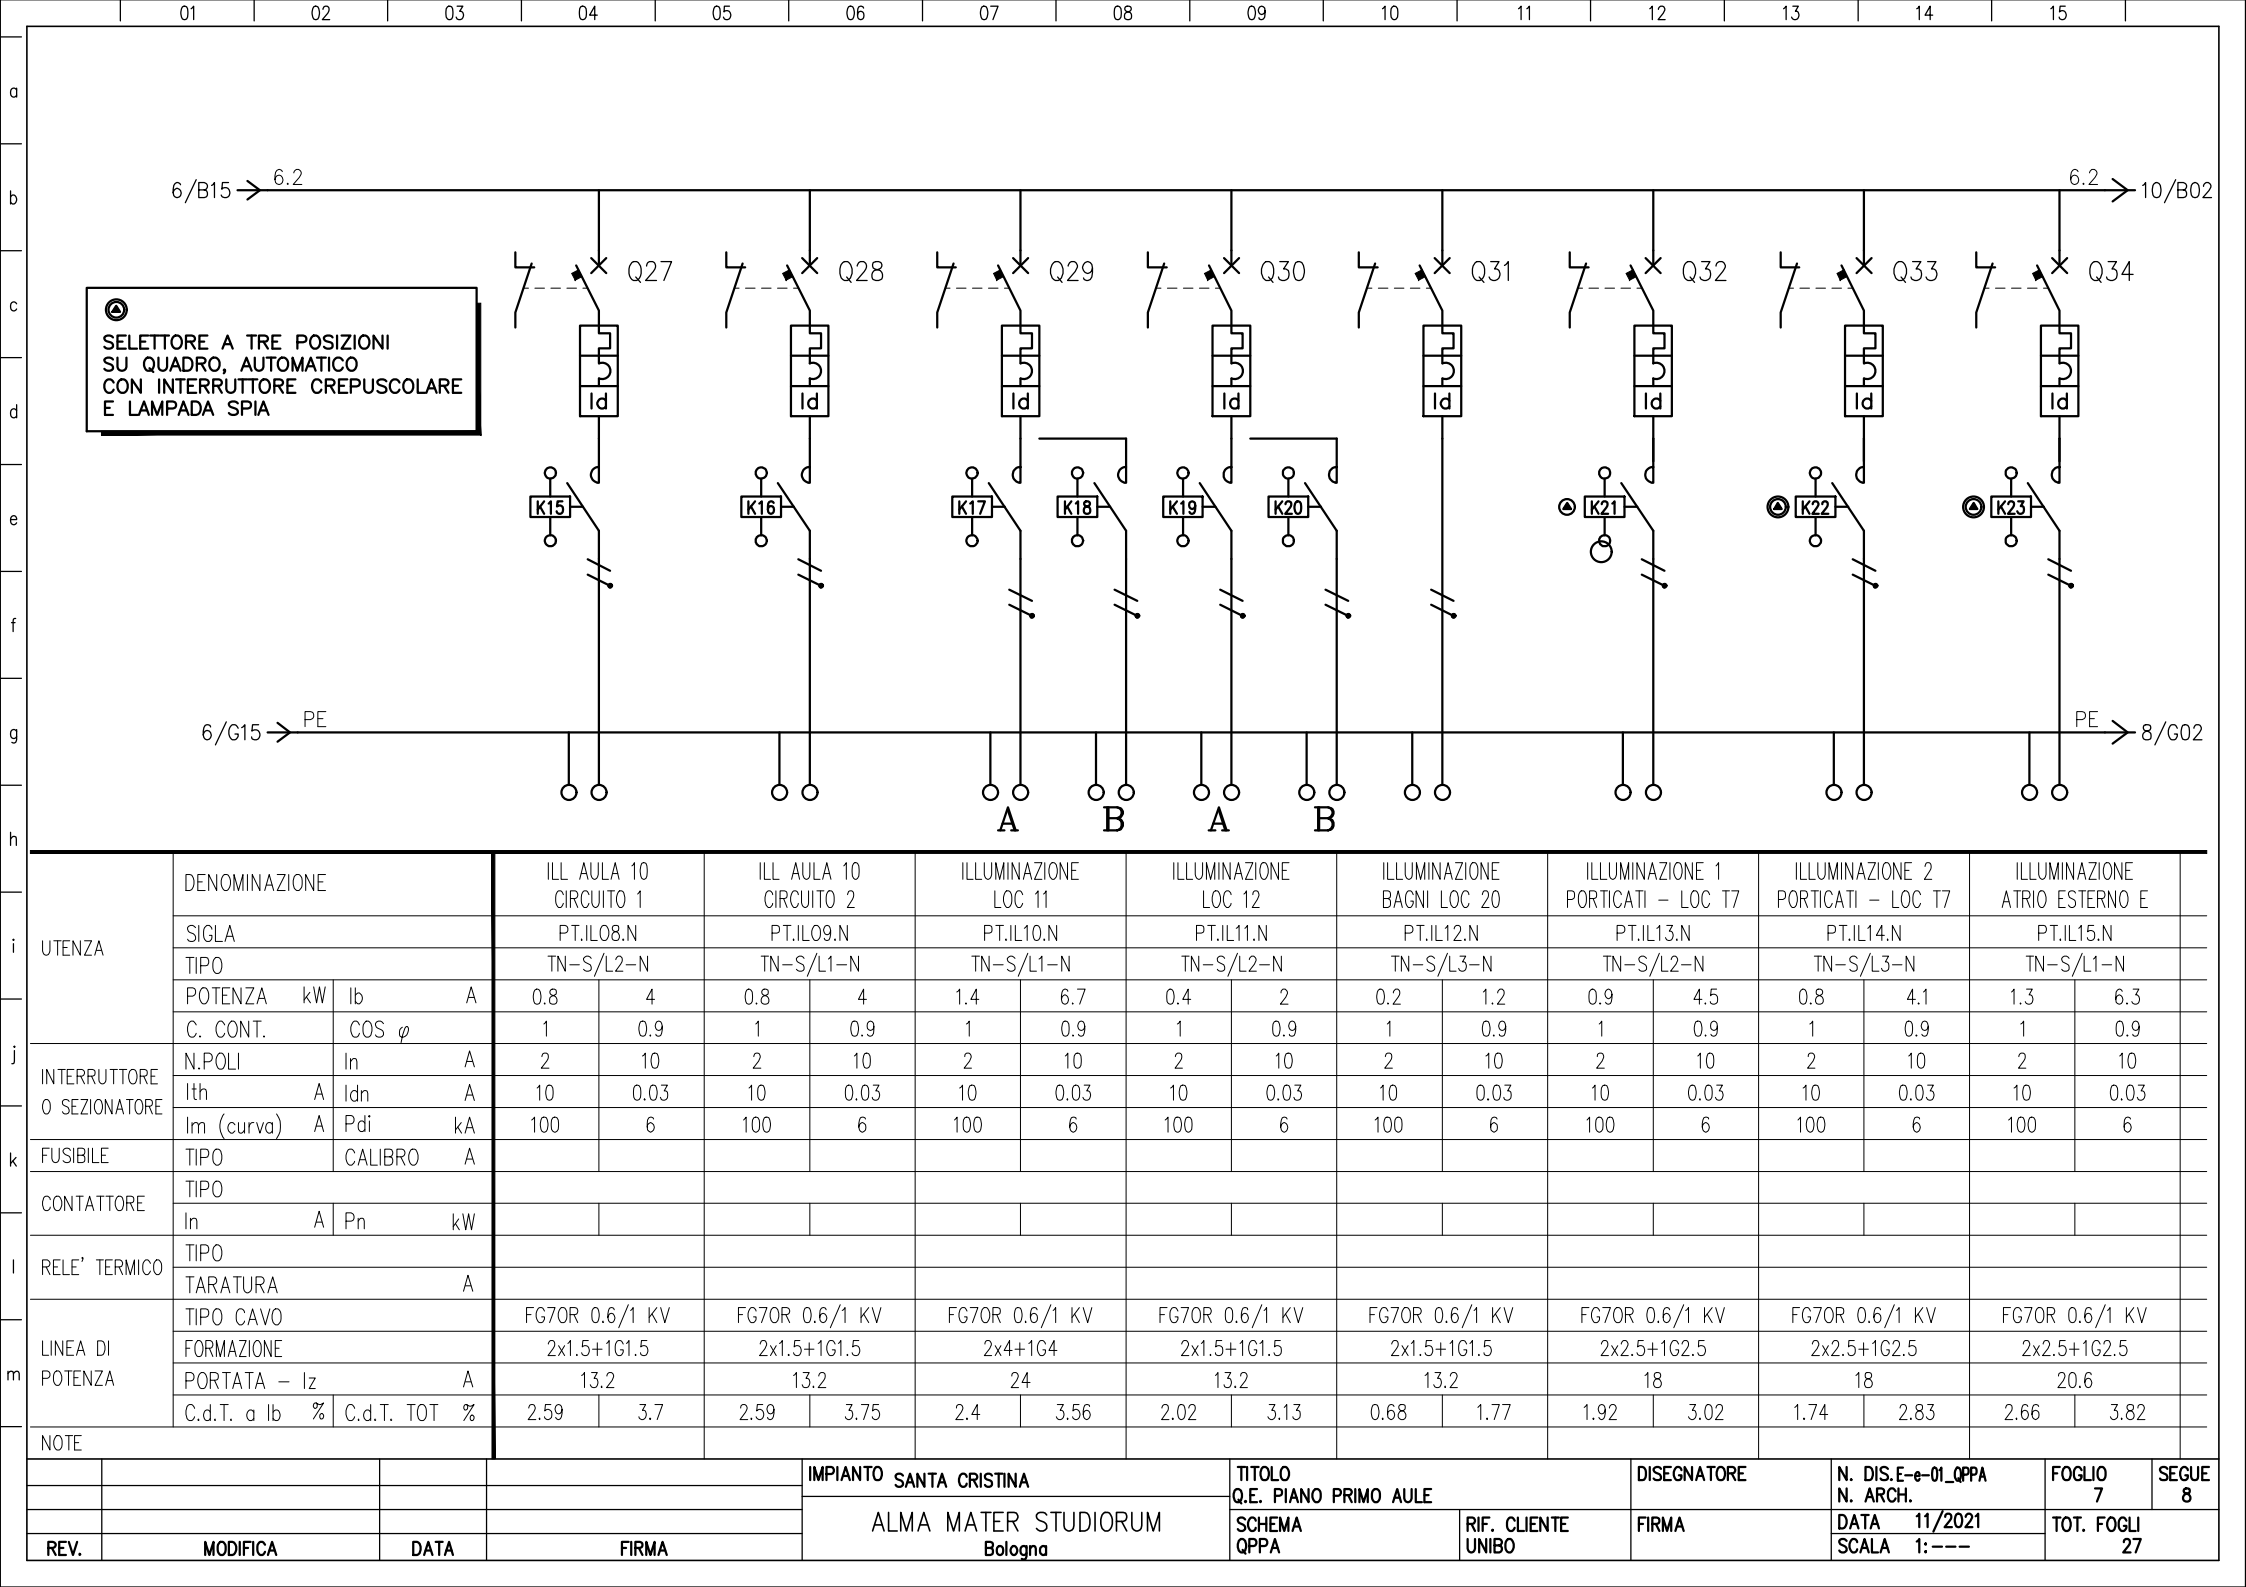 01 02 03 04 05 06 07 08 09 10 11 12 13 14 15
a
b
c
d
e
f
g
h
i
j
k
l
m
6/B15 6.2 6.2 10/B02
Q27 Q28 Q29 Q30 Q31 Q32 Q33 Q34
SELETTORE A TRE POSIZIONI
SU QUADRO, AUTOMATICO
CON INTERRUTTORE CREPUSCOLARE
E LAMPADA SPIA
Id Id Id Id Id Id Id Id
K15 K16 K17 K18 K19 K20 K21 K22 K23
6/G15 PE PE 8/G02
A B A B
UTENZA
DENOMINAZIONE
ILL AULA 10 ILL AULA 10 ILLUMINAZIONE ILLUMINAZIONE ILLUMINAZIONE ILLUMINAZIONE 1 ILLUMINAZIONE 2 ILLUMINAZIONE
CIRCUITO 1 CIRCUITO 2 LOC 11 LOC 12 BAGNI LOC 20 PORTICATI - LOC T7 PORTICATI - LOC T7 ATRIO ESTERNO E
SIGLA PT.IL08.N PT.IL09.N PT.IL10.N PT.IL11.N PT.IL12.N PT.IL13.N PT.IL14.N PT.IL15.N
TIPO TN-S/L2-N TN-S/L1-N TN-S/L1-N TN-S/L2-N TN-S/L3-N TN-S/L2-N TN-S/L3-N TN-S/L1-N
POTENZA kW Ib A 0.8 4 0.8 4 1.4 6.7 0.4 2 0.2 1.2 0.9 4.5 0.8 4.1 1.3 6.3
C. CONT. COS φ 1 0.9 1 0.9 1 0.9 1 0.9 1 0.9 1 0.9 1 0.9 1 0.9
INTERRUTTORE
O SEZIONATORE
N.POLI In A 2 10 2 10 2 10 2 10 2 10 2 10 2 10 2 10
Ith A Idn A 10 0.03 10 0.03 10 0.03 10 0.03 10 0.03 10 0.03 10 0.03 10 0.03
Im (curva) A Pdi kA 100 6 100 6 100 6 100 6 100 6 100 6 100 6 100 6
FUSIBILE TIPO CALIBRO A
CONTATTORE
TIPO
In A Pn kW
RELE' TERMICO
TIPO
TARATURA A
LINEA DI
POTENZA
TIPO CAVO FG7OR 0.6/1 KV FG7OR 0.6/1 KV FG7OR 0.6/1 KV FG7OR 0.6/1 KV FG7OR 0.6/1 KV FG7OR 0.6/1 KV FG7OR 0.6/1 KV FG7OR 0.6/1 KV
FORMAZIONE 2x1.5+1G1.5 2x1.5+1G1.5 2x4+1G4 2x1.5+1G1.5 2x1.5+1G1.5 2x2.5+1G2.5 2x2.5+1G2.5 2x2.5+1G2.5
PORTATA - Iz A 13.2 13.2 24 13.2 13.2 18 18 20.6
C.d.T. a Ib % C.d.T. TOT % 2.59 3.7 2.59 3.75 2.4 3.56 2.02 3.13 0.68 1.77 1.92 3.02 1.74 2.83 2.66 3.82
NOTE
REV. MODIFICA DATA FIRMA
IMPIANTO SANTA CRISTINA
ALMA MATER STUDIORUM
Bologna
TITOLO
Q.E. PIANO PRIMO AULE
SCHEMA
QPPA
RIF. CLIENTE
UNIBO
DISEGNATORE
FIRMA
N. DIS.E-e-01_QPPA
N. ARCH.
DATA 11/2021
SCALA 1:---
FOGLIO
7
SEGUE
8
TOT. FOGLI
27